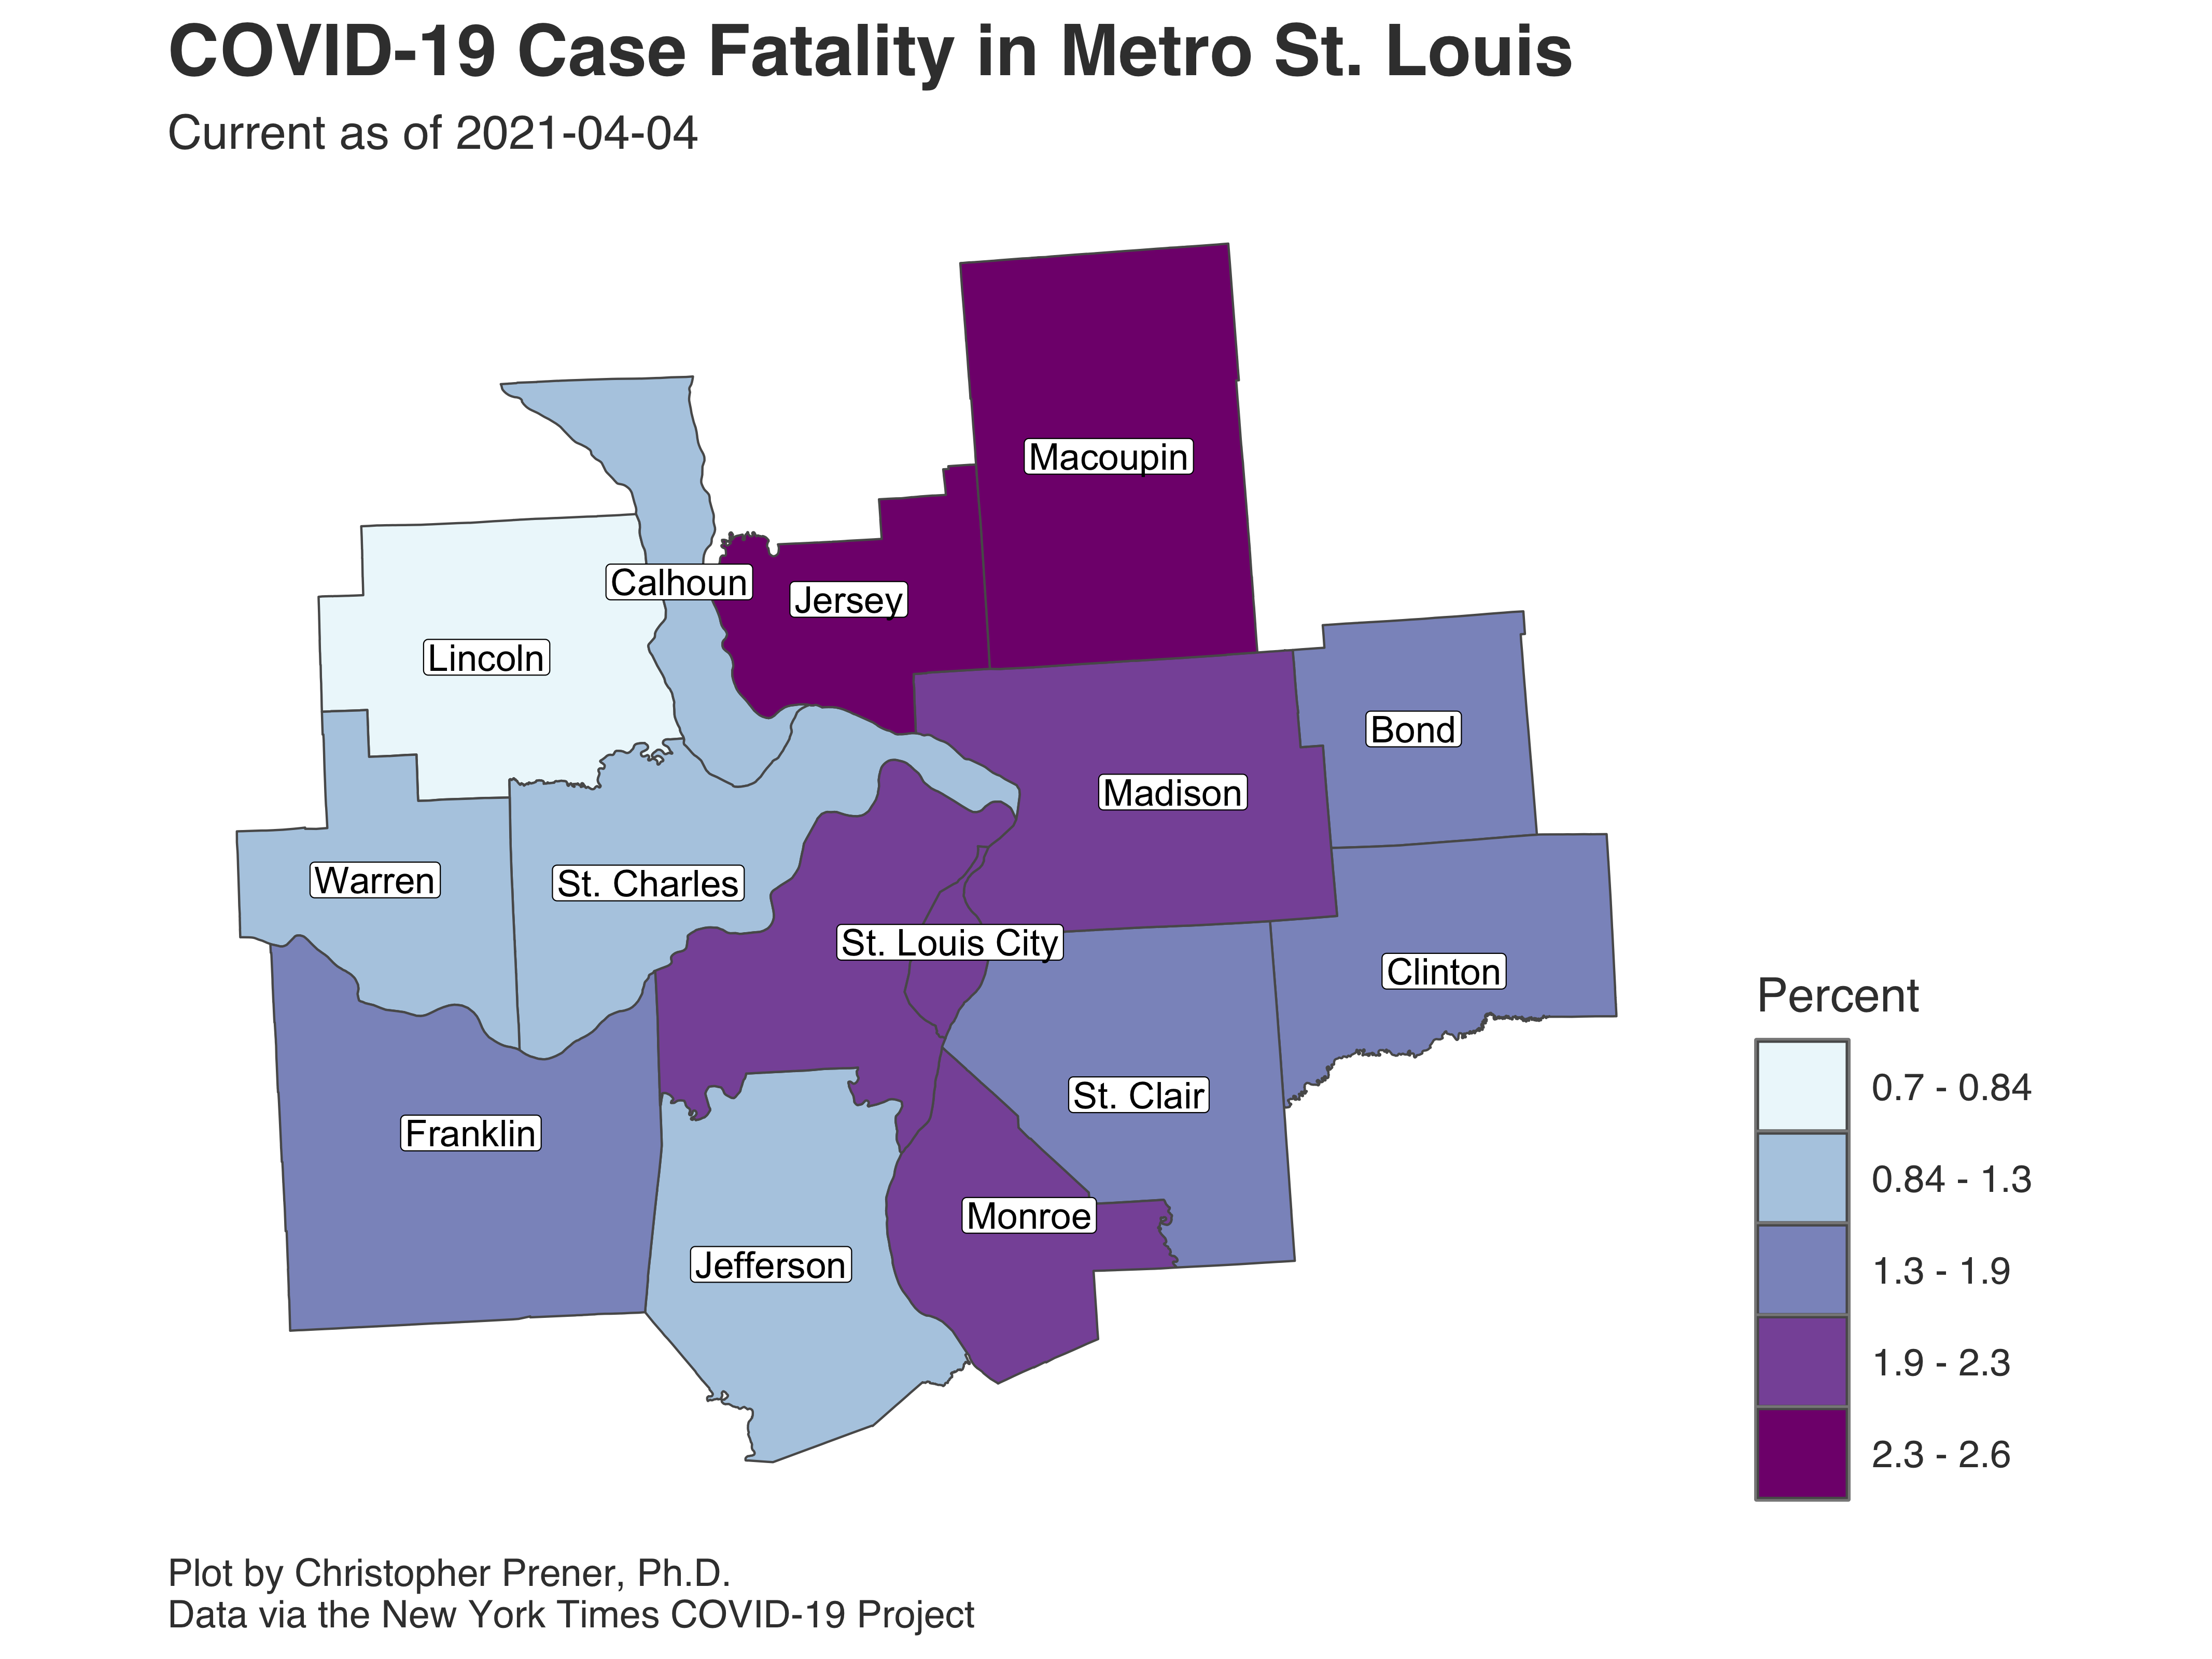 COVID-19 Case Fatality in Metro St. Louis
Current as of 2021-04-04
Macoupin
Calhoun
Jersey
Lincoln
Bond
Madison
Warren
St. Charles
St. Louis City
Clinton
St. Clair
Franklin
Monroe
Jefferson
Percent
0.7 - 0.84
0.84 - 1.3
1.3 - 1.9
1.9 - 2.3
2.3 - 2.6
Plot by Christopher Prener, Ph.D.
Data via the New York Times COVID-19 Project